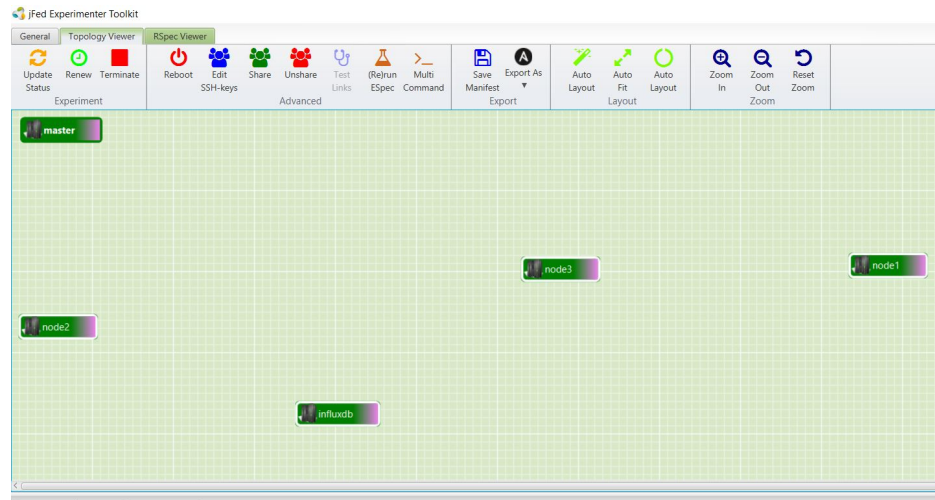 jFed Experimenter Toolkit
General Topology Viewer RSpec Viewer
Update Status Renew Terminate Reboot Edit SSH-keys Share Unshare Test Links (Re)run ESpec Multi Command Save Manifest Export As Auto Layout Auto Fit Auto Layout Zoom In Zoom Out Reset Zoom
Experiment Advanced Export Layout Zoom
master
node3
node1
node2
influxdb